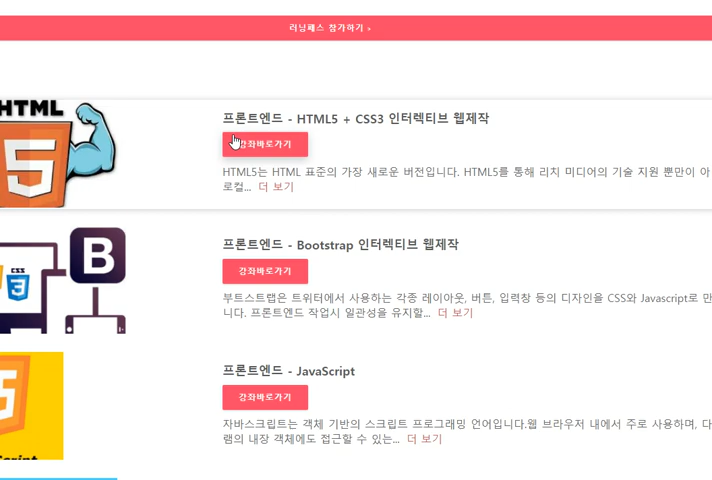 러닝패스 참가하기 »
HTML
5
프론트엔드 - HTML5 + CSS3 인터렉티브 웹제작
강좌바로가기
HTML5는 HTML 표준의 가장 새로운 버전입니다. HTML5를 통해 리치 미디어의 기술 지원 뿐만이 아
로컬... 더 보기
B
3
프론트엔드 - Bootstrap 인터렉티브 웹제작
강좌바로가기
부트스트랩은 트위터에서 사용하는 각종 레이아웃, 버튼, 입력창 등의 디자인을 CSS와 Javascript로 만
니다. 프론트엔드 작업시 일관성을 유지할... 더 보기
프론트엔드 - JavaScript
강좌바로가기
자바스크립트는 객체 기반의 스크립트 프로그래밍 언어입니다.웹 브라우저 내에서 주로 사용하며, 다
램의 내장 객체에도 접근할 수 있는... 더 보기